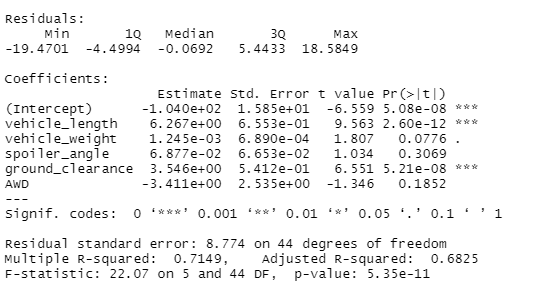 Residuals:
     Min       1Q   Median       3Q      Max
-19.4701  -4.4994  -0.0692   5.4433  18.5849

Coefficients:
                   Estimate Std. Error t value Pr(>|t|)
(Intercept)      -1.040e+02  1.585e+01  -6.559 5.08e-08 ***
vehicle_length    6.267e+00  6.553e-01   9.563 2.60e-12 ***
vehicle_weight    1.245e-03  6.890e-04   1.807   0.0776 .
spoiler_angle     6.877e-02  6.653e-02   1.034   0.3069
ground_clearance  3.546e+00  5.412e-01   6.551 5.21e-08 ***
AWD              -3.411e+00  2.535e+00  -1.346   0.1852
---
Signif. codes:  0 ‘***’ 0.001 ‘**’ 0.01 ‘*’ 0.05 ‘.’ 0.1 ‘ ’ 1

Residual standard error: 8.774 on 44 degrees of freedom
Multiple R-squared:  0.7149,    Adjusted R-squared:  0.6825
F-statistic: 22.07 on 5 and 44 DF,  p-value: 5.35e-11